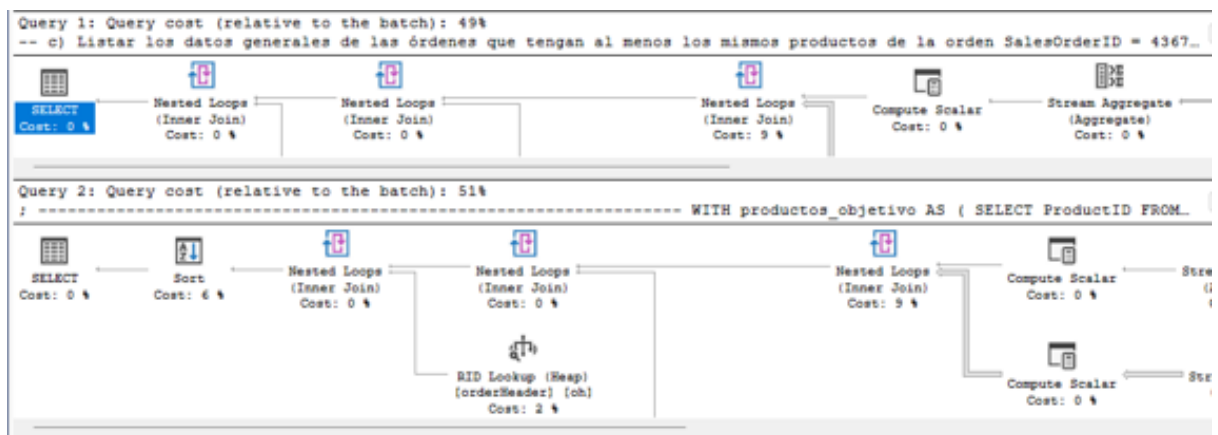 Query 1: Query cost (relative to the batch): 49%
-- c) Listar los datos generales de las órdenes que tengan al menos los mismos productos de la orden SalesOrderID = 4367…
SELECT
Cost: 0 %
Nested Loops
(Inner Join)
Cost: 0 %
Nested Loops
(Inner Join)
Cost: 0 %
Nested Loops
(Inner Join)
Cost: 9 %
Compute Scalar
Cost: 0 %
Stream Aggregate
(Aggregate)
Cost: 0 %
Query 2: Query cost (relative to the batch): 51%
; ------------------------------------------------------------------ WITH productos_objetivo AS ( SELECT ProductID FROM…
SELECT
Cost: 0 %
Sort
Cost: 6 %
Nested Loops
(Inner Join)
Cost: 0 %
Nested Loops
(Inner Join)
Cost: 0 %
Nested Loops
(Inner Join)
Cost: 9 %
Compute Scalar
Cost: 0 %
Stre
RID Lookup (Heap)
[orderHeader] [oh]
Cost: 2 %
Compute Scalar
Cost: 0 %
Str